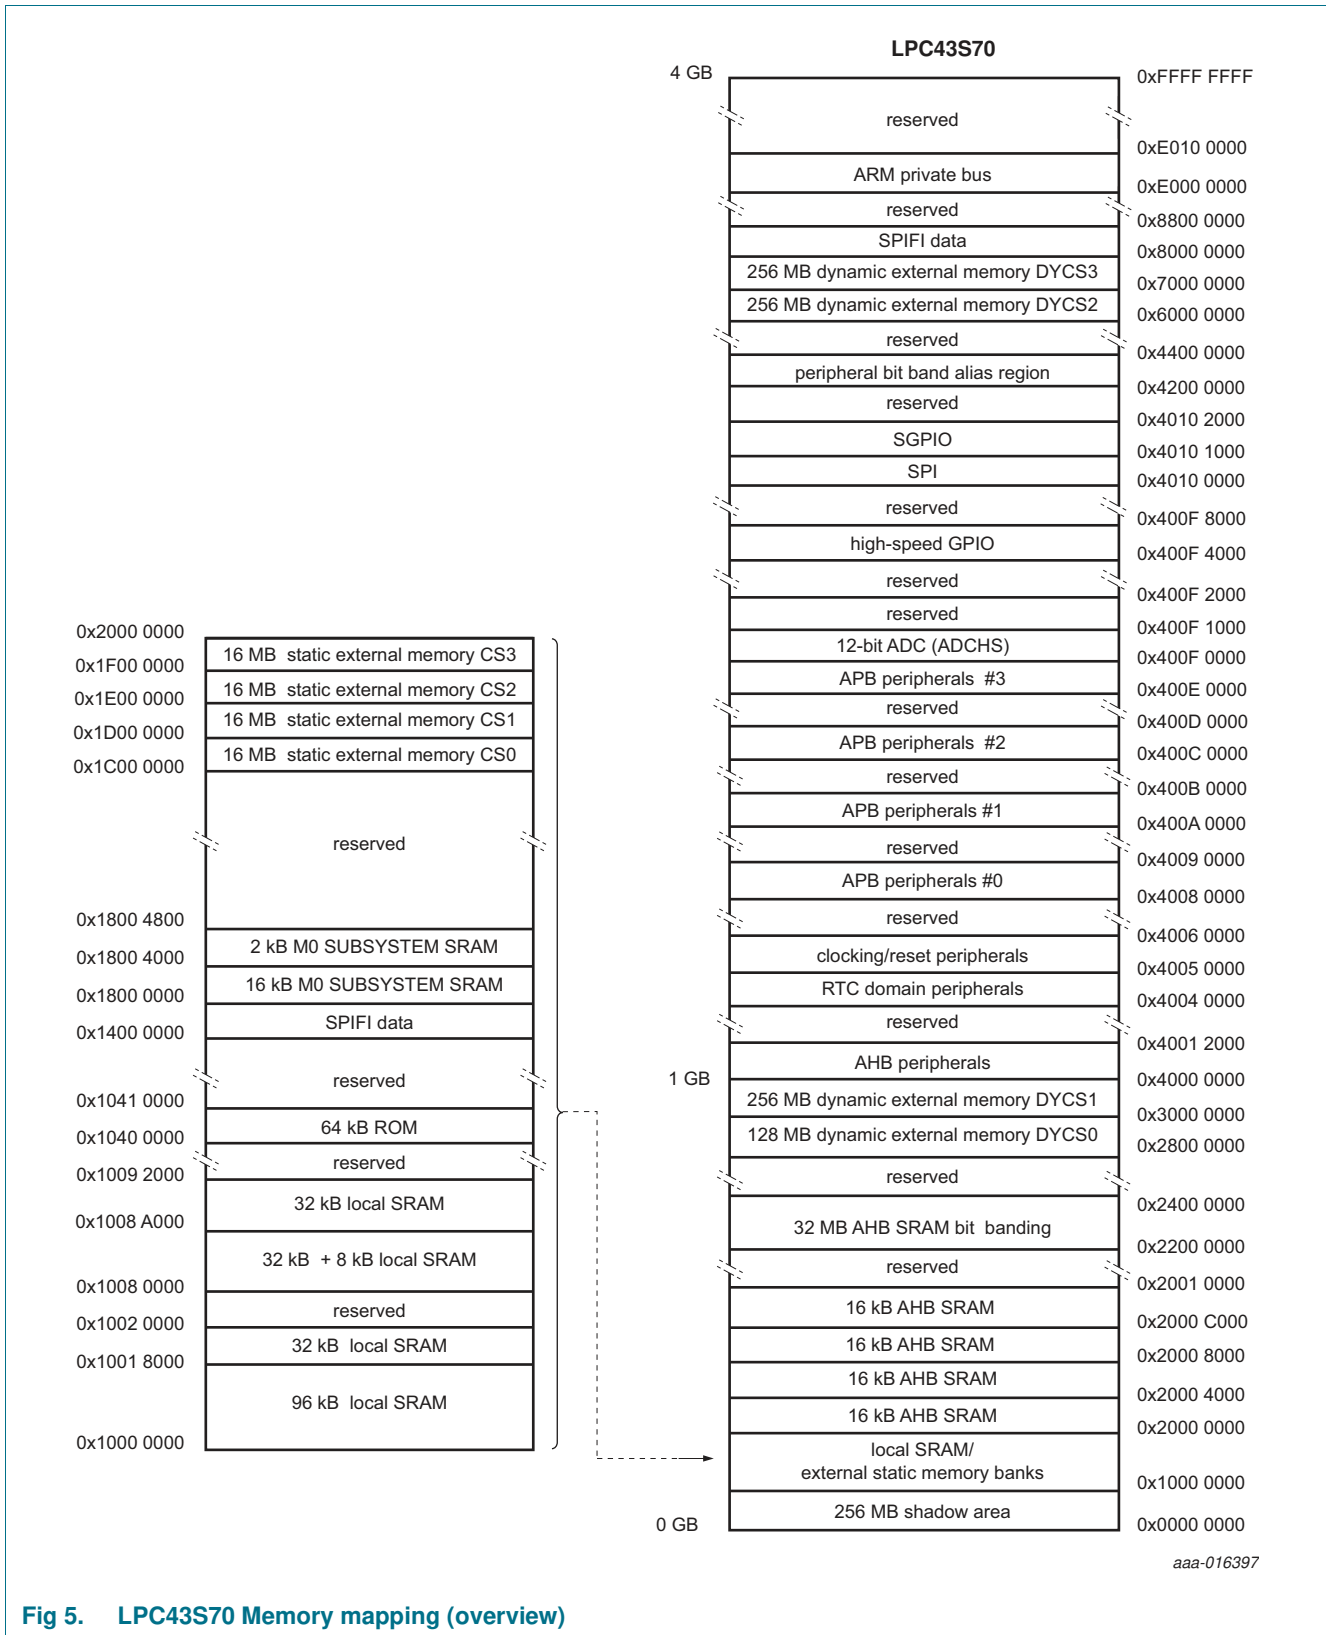 LPC43S70
4 GB
0xFFFF FFFF
reserved
0xE010 0000
ARM private bus
0xE000 0000
reserved
0x8800 0000
SPIFI data
0x8000 0000
256 MB dynamic external memory DYCS3
0x7000 0000
256 MB dynamic external memory DYCS2
0x6000 0000
reserved
0x4400 0000
peripheral bit band alias region
0x4200 0000
reserved
0x4010 2000
SGPIO
0x4010 1000
SPI
0x4010 0000
reserved
0x400F 8000
high-speed GPIO
0x400F 4000
reserved
0x400F 2000
reserved
0x400F 1000
12-bit ADC (ADCHS)
0x400F 0000
APB peripherals #3
0x400E 0000
reserved
0x400D 0000
APB peripherals #2
0x400C 0000
reserved
0x400B 0000
APB peripherals #1
0x400A 0000
reserved
0x4009 0000
APB peripherals #0
0x4008 0000
reserved
0x4006 0000
clocking/reset peripherals
0x4005 0000
RTC domain peripherals
0x4004 0000
reserved
0x4001 2000
AHB peripherals
1 GB
0x4000 0000
256 MB dynamic external memory DYCS1
0x3000 0000
128 MB dynamic external memory DYCS0
0x2800 0000
reserved
0x2400 0000
32 MB AHB SRAM bit banding
0x2200 0000
reserved
0x2001 0000
16 kB AHB SRAM
0x2000 C000
16 kB AHB SRAM
0x2000 8000
16 kB AHB SRAM
0x2000 4000
16 kB AHB SRAM
0x2000 0000
local SRAM/
external static memory banks
0x1000 0000
256 MB shadow area
0 GB
0x0000 0000
0x2000 0000
16 MB static external memory CS3
0x1F00 0000
16 MB static external memory CS2
0x1E00 0000
16 MB static external memory CS1
0x1D00 0000
16 MB static external memory CS0
0x1C00 0000
reserved
0x1800 4800
2 kB M0 SUBSYSTEM SRAM
0x1800 4000
16 kB M0 SUBSYSTEM SRAM
0x1800 0000
SPIFI data
0x1400 0000
reserved
0x1041 0000
64 kB ROM
0x1040 0000
reserved
0x1009 2000
32 kB local SRAM
0x1008 A000
32 kB + 8 kB local SRAM
0x1008 0000
reserved
0x1002 0000
32 kB local SRAM
0x1001 8000
96 kB local SRAM
0x1000 0000
aaa-016397
Fig 5. LPC43S70 Memory mapping (overview)